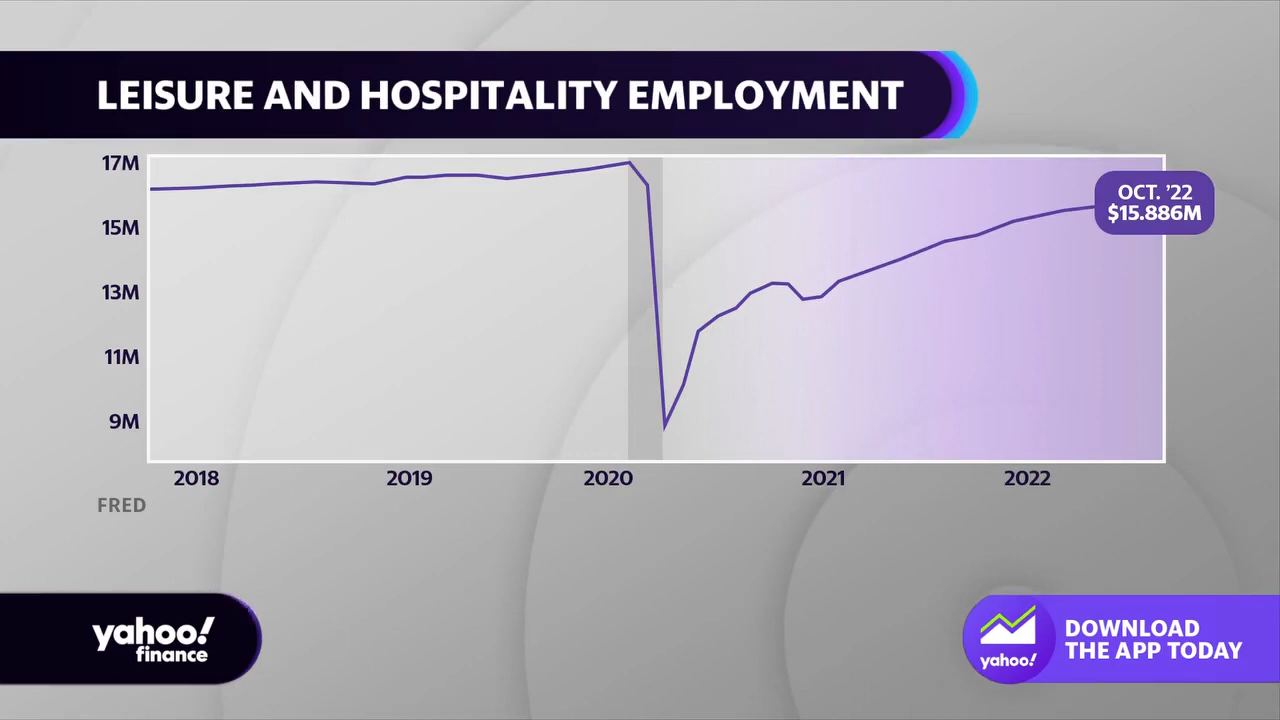 LEISURE AND HOSPITALITY EMPLOYMENT
17M
15M
13M
11M
9M
OCT. ’22
$15.886M
2018 2019 2020 2021 2022
FRED
yahoo!
finance
yahoo!
DOWNLOAD
THE APP TODAY